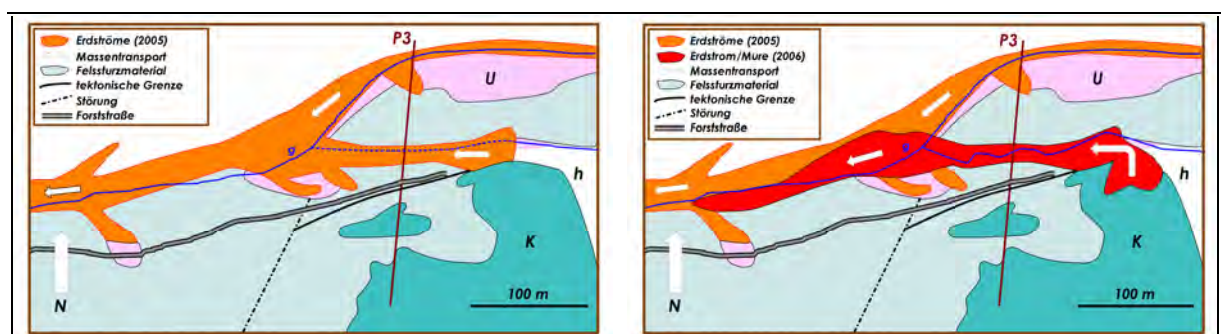 Erdströme (2005)
Massentransport
Felssturzmaterial
tektonische Grenze
Störung
Forststraße
P3
U
g
h
K
N
100 m
Erdströme (2005)
Erdstrom/Mure (2006)
Massentransport
Felssturzmaterial
tektonische Grenze
Störung
Forststraße
P3
U
g
h
K
N
100 m